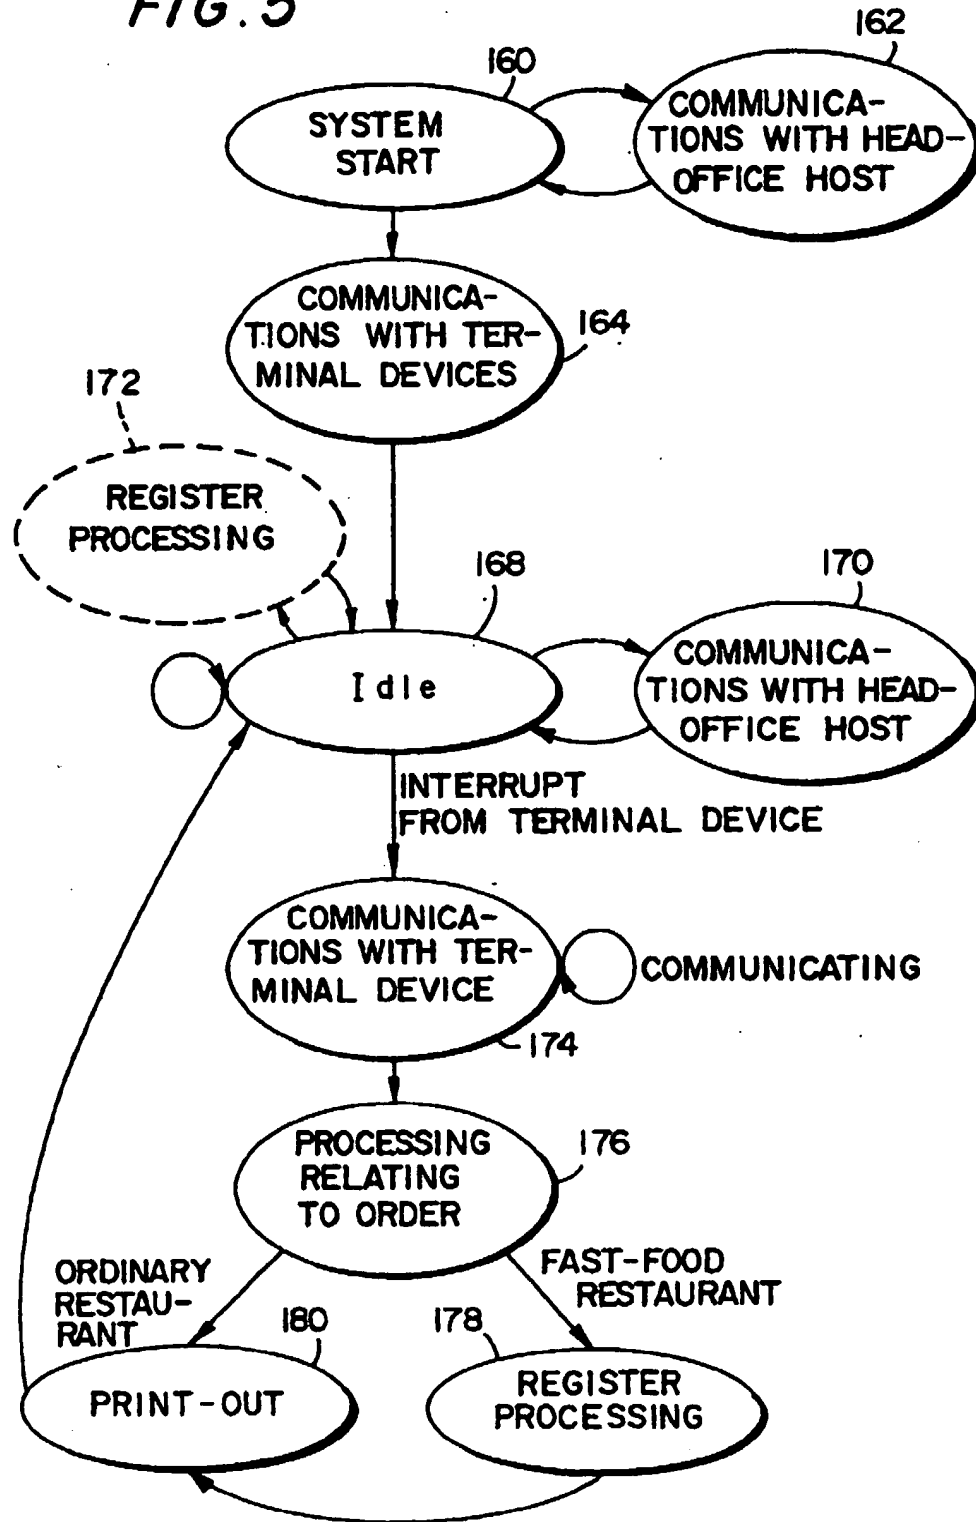 FIG. 5
160
162
SYSTEM
START
COMMUNICA-
TIONS WITH HEAD-
OFFICE HOST
COMMUNICA-
TIONS WITH TER-
MINAL DEVICES
164
172
REGISTER
PROCESSING
168
170
Idle
COMMUNICA-
TIONS WITH HEAD-
OFFICE HOST
INTERRUPT
FROM TERMINAL DEVICE
COMMUNICA-
TIONS WITH TER-
MINAL DEVICE
COMMUNICATING
174
PROCESSING
RELATING
TO ORDER
176
ORDINARY
RESTAU-
RANT
FAST-FOOD
RESTAURANT
180
178
PRINT-OUT
REGISTER
PROCESSING